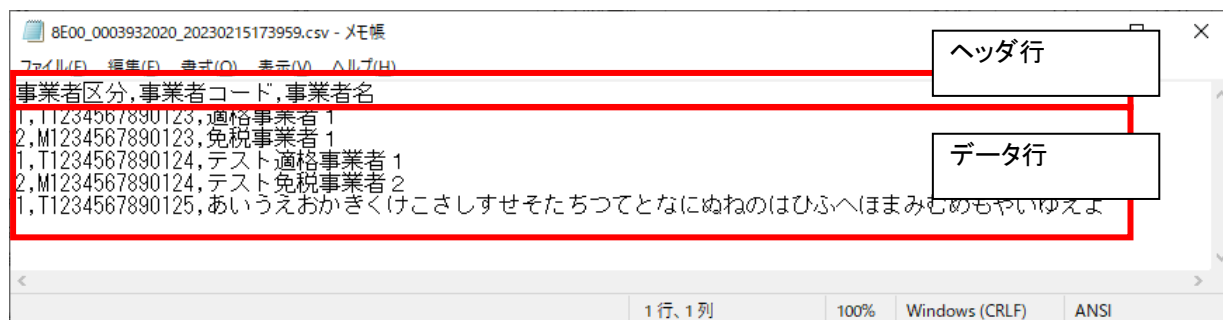 8E00_0003932020_20230215173959.csv - メモ帳
ファイル(F) 編集(E) 書式(O) 表示(V) ヘルプ(H)
ヘッダ行
事業者区分,事業者コード,事業者名
1,T1234567890123,適格事業者1
2,M1234567890123,免税事業者1
1,T1234567890124,テスト適格事業者1
2,M1234567890124,テスト免税事業者2
データ行
1,T1234567890125,あいうえおかきくけこさしすせそたちつてとなにぬねのはひふへほまみむめもやいゆえよ
1行、1列 100% Windows (CRLF) ANSI